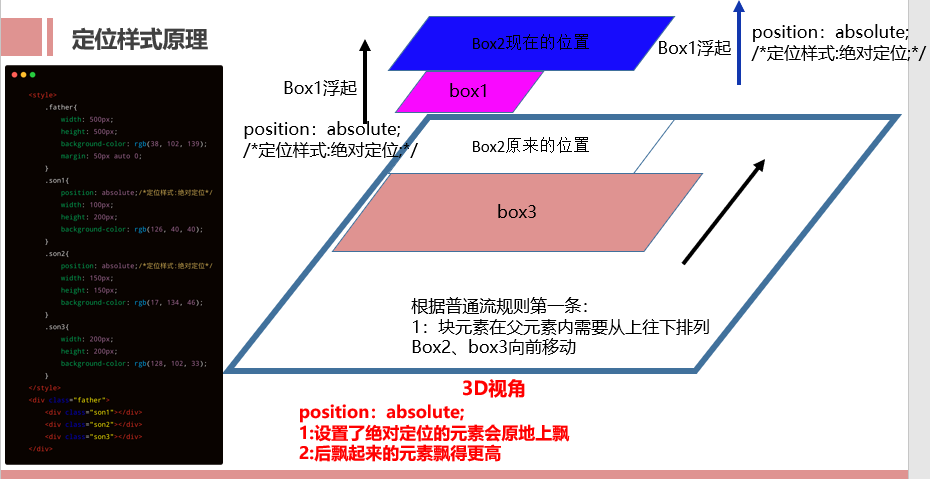 定位样式原理
<style>
.father{
width: 500px;
height: 500px;
background-color: rgb(38, 102, 139);
margin: 50px auto 0;
}
.son1{
position: absolute;/*定位样式:绝对定位*/
width: 100px;
height: 200px;
background-color: rgb(126, 40, 40);
}
.son2{
position: absolute;/*定位样式:绝对定位*/
width: 150px;
height: 150px;
background-color: rgb(17, 134, 46);
}
.son3{
width: 200px;
height: 200px;
background-color: rgb(128, 102, 33);
}
</style>
<div class="father">
<div class="son1"></div>
<div class="son2"></div>
<div class="son3"></div>
</div>
Box2现在的位置
Box1浮起
position：absolute;
/*定位样式:绝对定位;*/
Box1浮起
box1
position：absolute;
/*定位样式:绝对定位;*/
Box2原来的位置
box3
根据普通流规则第一条：
1：块元素在父元素内需要从上往下排列
Box2、box3向前移动
3D视角
position：absolute;
1:设置了绝对定位的元素会原地上飘
2:后飘起来的元素飘得更高